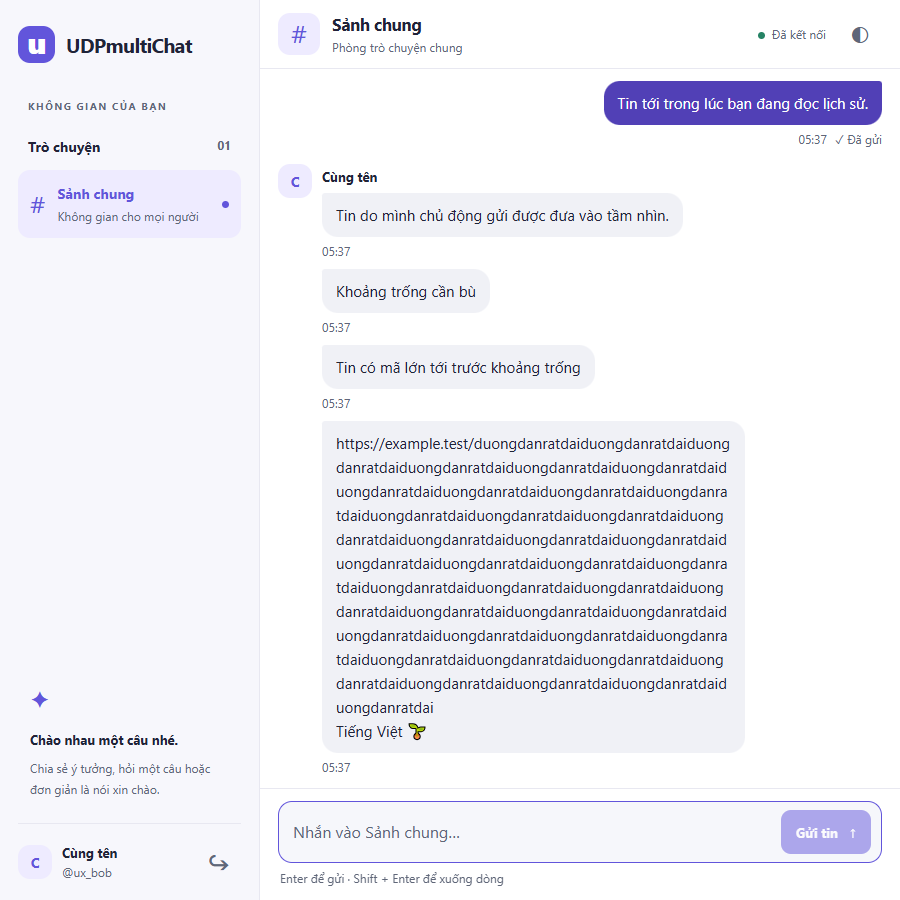 u UDPmultiChat
KHÔNG GIAN CỦA BẠN
Trò chuyện 01
# Sảnh chung
Không gian cho mọi người
Chào nhau một câu nhé.
Chia sẻ ý tưởng, hỏi một câu hoặc
đơn giản là nói xin chào.
C Cùng tên
@ux_bob
# Sảnh chung
Phòng trò chuyện chung
Đã kết nối
Tin tới trong lúc bạn đang đọc lịch sử.
05:37 ✓ Đã gửi
C Cùng tên
Tin do mình chủ động gửi được đưa vào tầm nhìn.
05:37
Khoảng trống cần bù
05:37
Tin có mã lớn tới trước khoảng trống
05:37
https://example.test/duongdanratdaiduongdanratdaiduong
danratdaiduongdanratdaiduongdanratdaiduongdanratdaid
uongdanratdaiduongdanratdaiduongdanratdaiduongdanra
tdaiduongdanratdaiduongdanratdaiduongdanratdaiduong
danratdaiduongdanratdaiduongdanratdaiduongdanratdaid
uongdanratdaiduongdanratdaiduongdanratdaiduongdanra
tdaiduongdanratdaiduongdanratdaiduongdanratdaiduong
danratdaiduongdanratdaiduongdanratdaiduongdanratdaid
uongdanratdaiduongdanratdaiduongdanratdaiduongdanra
tdaiduongdanratdaiduongdanratdaiduongdanratdaiduong
danratdaiduongdanratdaiduongdanratdaiduongdanratdaid
uongdanratdai
Tiếng Việt 🌱
05:37
Nhắn vào Sảnh chung...
Gửi tin ↑
Enter để gửi · Shift + Enter để xuống dòng